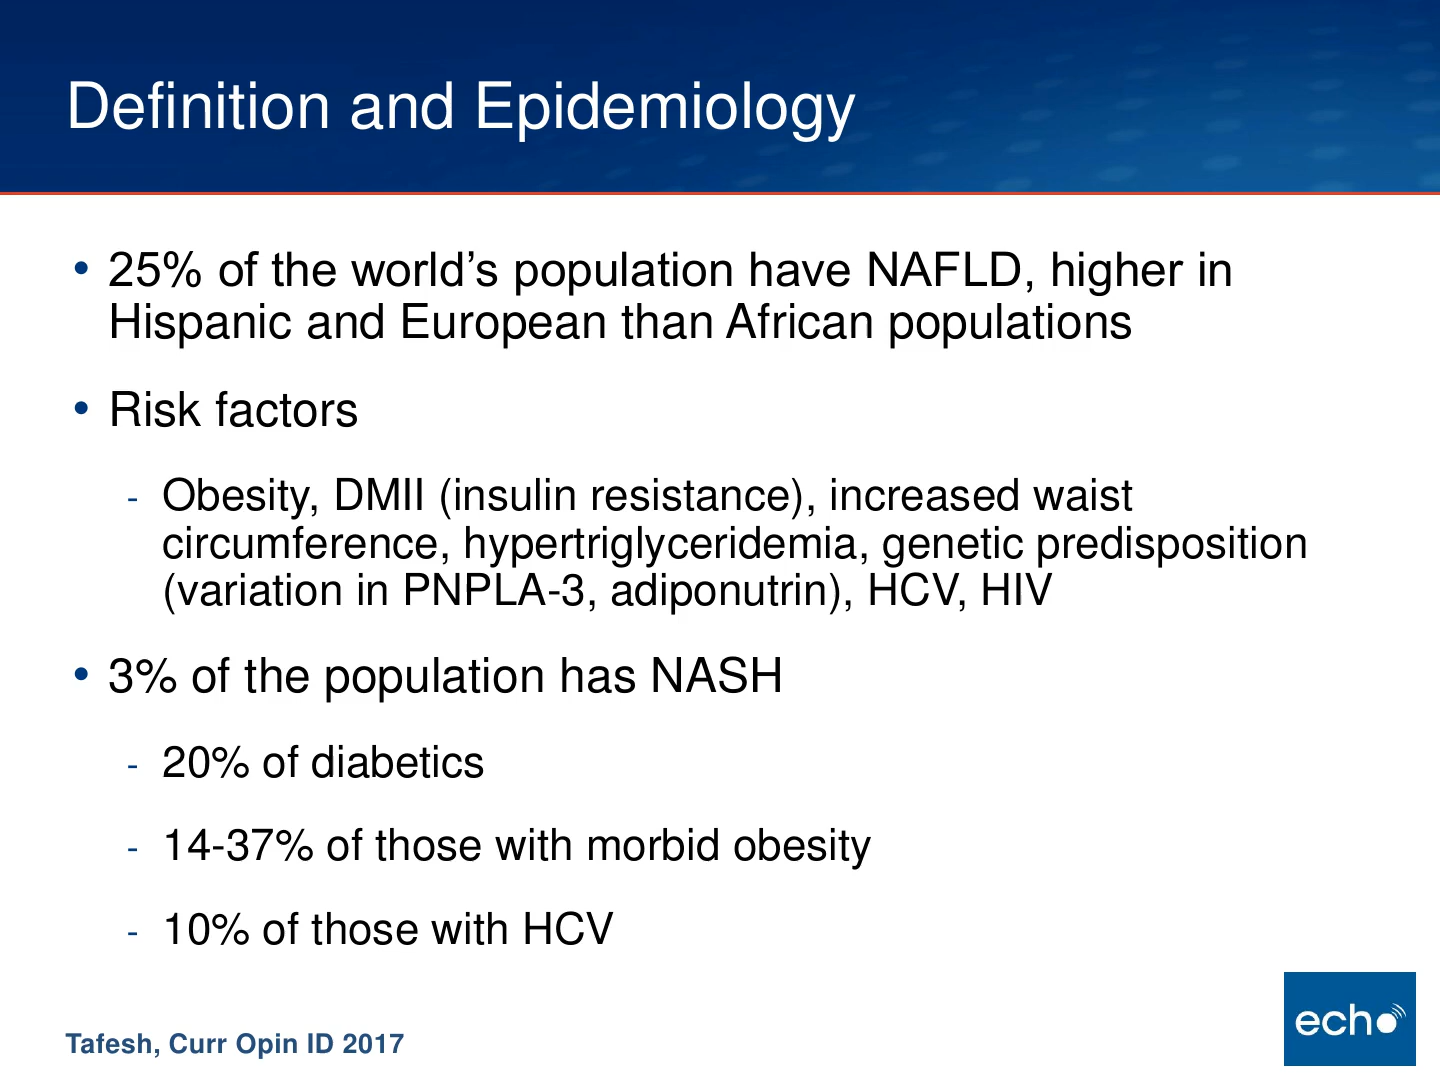 Definition and Epidemiology
• 25% of the world’s population have NAFLD, higher in
Hispanic and European than African populations
• Risk factors
- Obesity, DMII (insulin resistance), increased waist
circumference, hypertriglyceridemia, genetic predisposition
(variation in PNPLA-3, adiponutrin), HCV, HIV
• 3% of the population has NASH
- 20% of diabetics
- 14-37% of those with morbid obesity
- 10% of those with HCV
Tafesh, Curr Opin ID 2017
echo